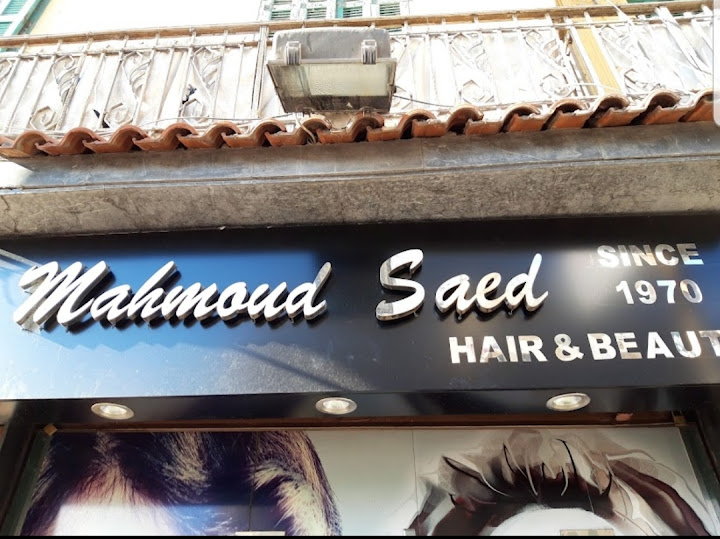 Mahmoud Saed
SINCE
1970
HAIR & BEAUT